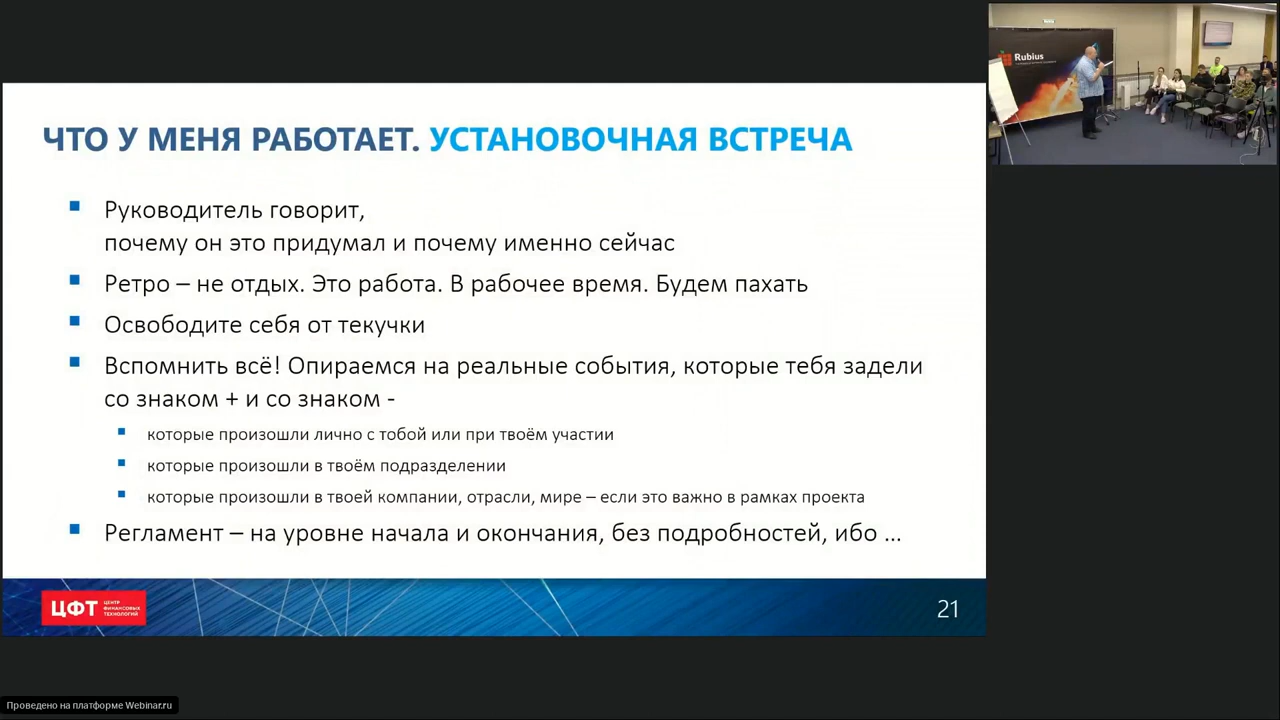 ЧТО У МЕНЯ РАБОТАЕТ. УСТАНОВОЧНАЯ ВСТРЕЧА
Руководитель говорит,
почему он это придумал и почему именно сейчас
Ретро – не отдых. Это работа. В рабочее время. Будем пахать
Освободите себя от текучки
Вспомнить всё! Опираемся на реальные события, которые тебя задели
со знаком + и со знаком -
которые произошли лично с тобой или при твоём участии
которые произошли в твоём подразделении
которые произошли в твоей компании, отрасли, мире – если это важно в рамках проекта
Регламент – на уровне начала и окончания, без подробностей, ибо ...
ЦФТ
ЦЕНТР
ФИНАНСОВЫХ
ТЕХНОЛОГИЙ
21
Rubius
Проведено на платформе Webinar.ru